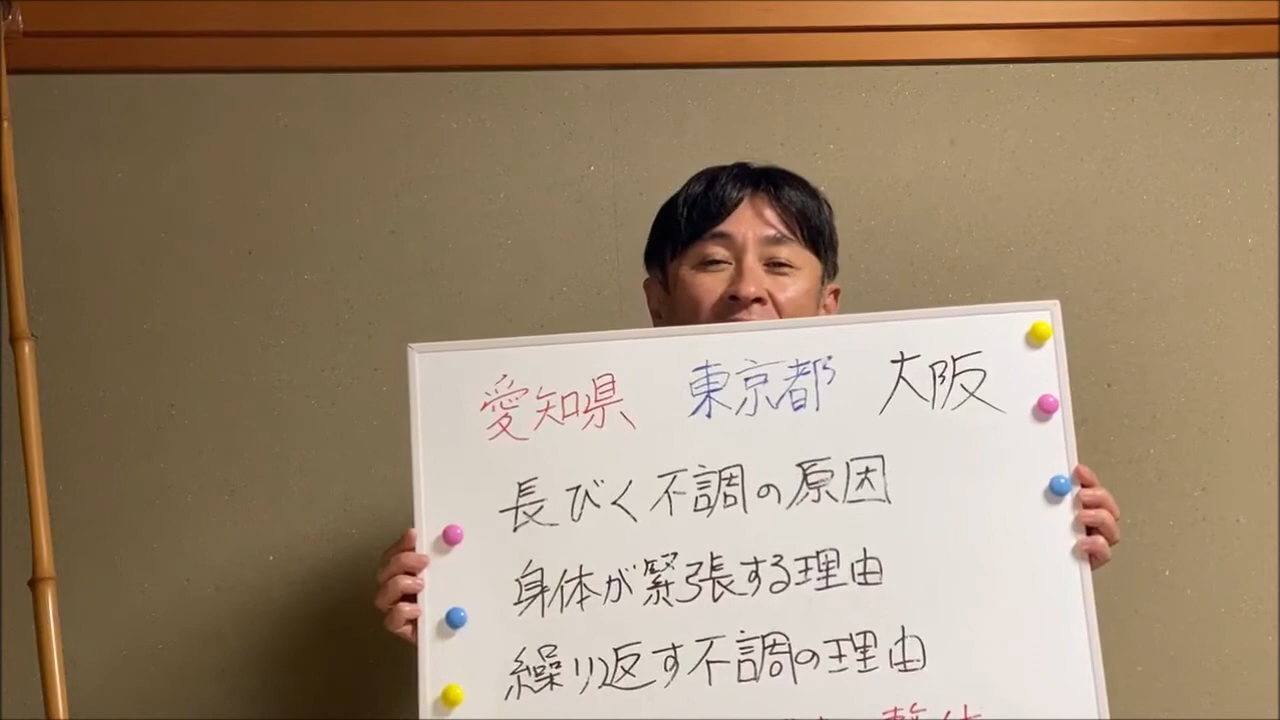 愛知県 東京都 大阪
長びく不調の原因
身体が緊張する理由
繰り返す不調の理由